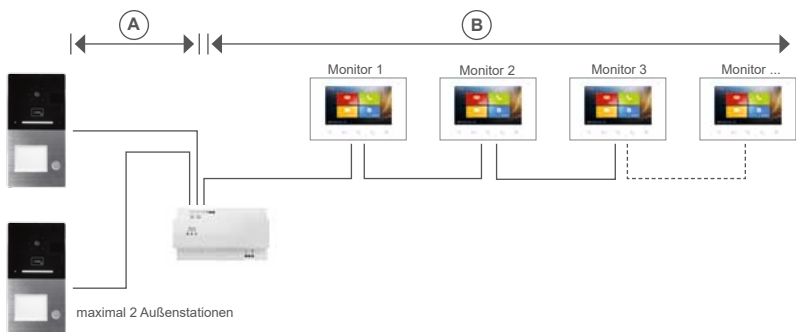 A
B
Monitor 1
Monitor 2
Monitor 3
Monitor ...
maximal 2 Außenstationen